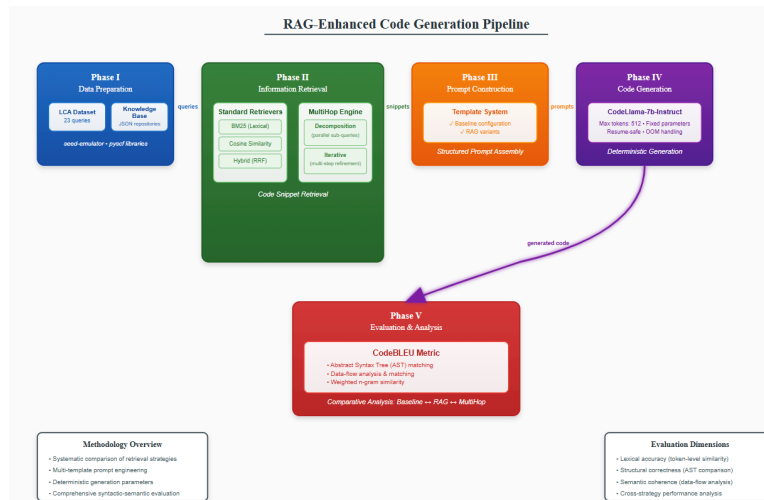 RAG-Enhanced Code Generation Pipeline
Phase I
Data Preparation
LCA Dataset
23 queries
Knowledge
Base
JSON repositories
seed-emulator • pyscf libraries
queries
Phase II
Information Retrieval
Standard Retrievers
BM25 (Lexical)
Cosine Similarity
Hybrid (RRF)
MultiHop Engine
Decomposition
(parallel sub-queries)
Iterative
(multi-step refinement)
Code Snippet Retrieval
snippets
Phase III
Prompt Construction
Template System
✓ Baseline configuration
✓ RAG variants
Structured Prompt Assembly
prompts
Phase IV
Code Generation
CodeLlama-7b-Instruct
Max tokens: 512 • Fixed parameters
Resume-safe • OOM handling
Deterministic Generation
generated code
Phase V
Evaluation & Analysis
CodeBLEU Metric
• Abstract Syntax Tree (AST) matching
• Data-flow analysis & matching
• Weighted n-gram similarity
Comparative Analysis: Baseline ↔ RAG ↔ MultiHop
Methodology Overview
• Systematic comparison of retrieval strategies
• Multi-template prompt engineering
• Deterministic generation parameters
• Comprehensive syntactic-semantic evaluation
Evaluation Dimensions
• Lexical accuracy (token-level similarity)
• Structural correctness (AST comparison)
• Semantic coherence (data-flow analysis)
• Cross-strategy performance analysis